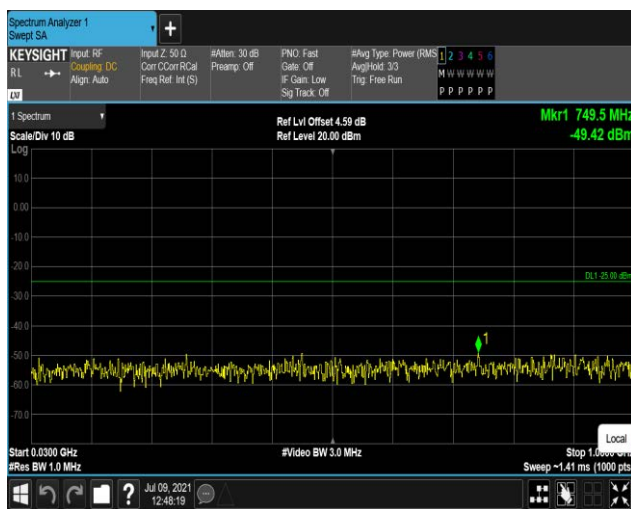 Spectrum Analyzer 1
Swept SA
+
KEYSIGHT
RL
LXI
Input: RF
Coupling: DC
Align: Auto
Input Z: 50 Ω
Corr CCorr RCal
Freq Ref: Int (S)
#Atten: 30 dB
Preamp: Off
PNO: Fast
Gate: Off
IF Gain: Low
Sig Track: Off
#Avg Type: Power (RMS
Avg|Hold: 3/3
Trig: Free Run
1 2 3 4 5 6
M W W W W W
P P P P P P
1 Spectrum
Scale/Div 10 dB
Log
Ref Lvl Offset 4.59 dB
Ref Level 20.00 dBm
Mkr1 749.5 MHz
-49.42 dBm
10.0
0.00
-10.0
-20.0
DL1 -25.00 dBm
-30.0
-40.0
1
-50.0
-60.0
-70.0
Local
Start 0.0300 GHz
#Video BW 3.0 MHz
Stop 1.0000 GHz
#Res BW 1.0 MHz
Sweep ~1.41 ms (1000 pts
?
Jul 09, 2021
12:48:19